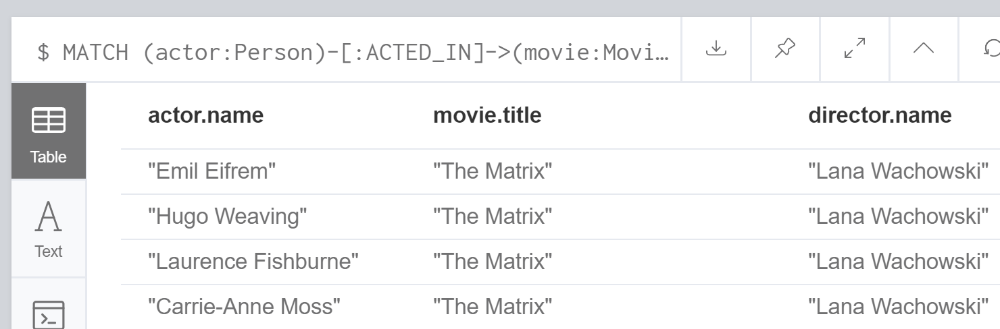 $ MATCH (actor:Person)-[:ACTED_IN]->(movie:Movi…
actor.name movie.title director.name
Table
"Emil Eifrem" "The Matrix" "Lana Wachowski"
"Hugo Weaving" "The Matrix" "Lana Wachowski"
Text
"Laurence Fishburne" "The Matrix" "Lana Wachowski"
"Carrie-Anne Moss" "The Matrix" "Lana Wachowski"